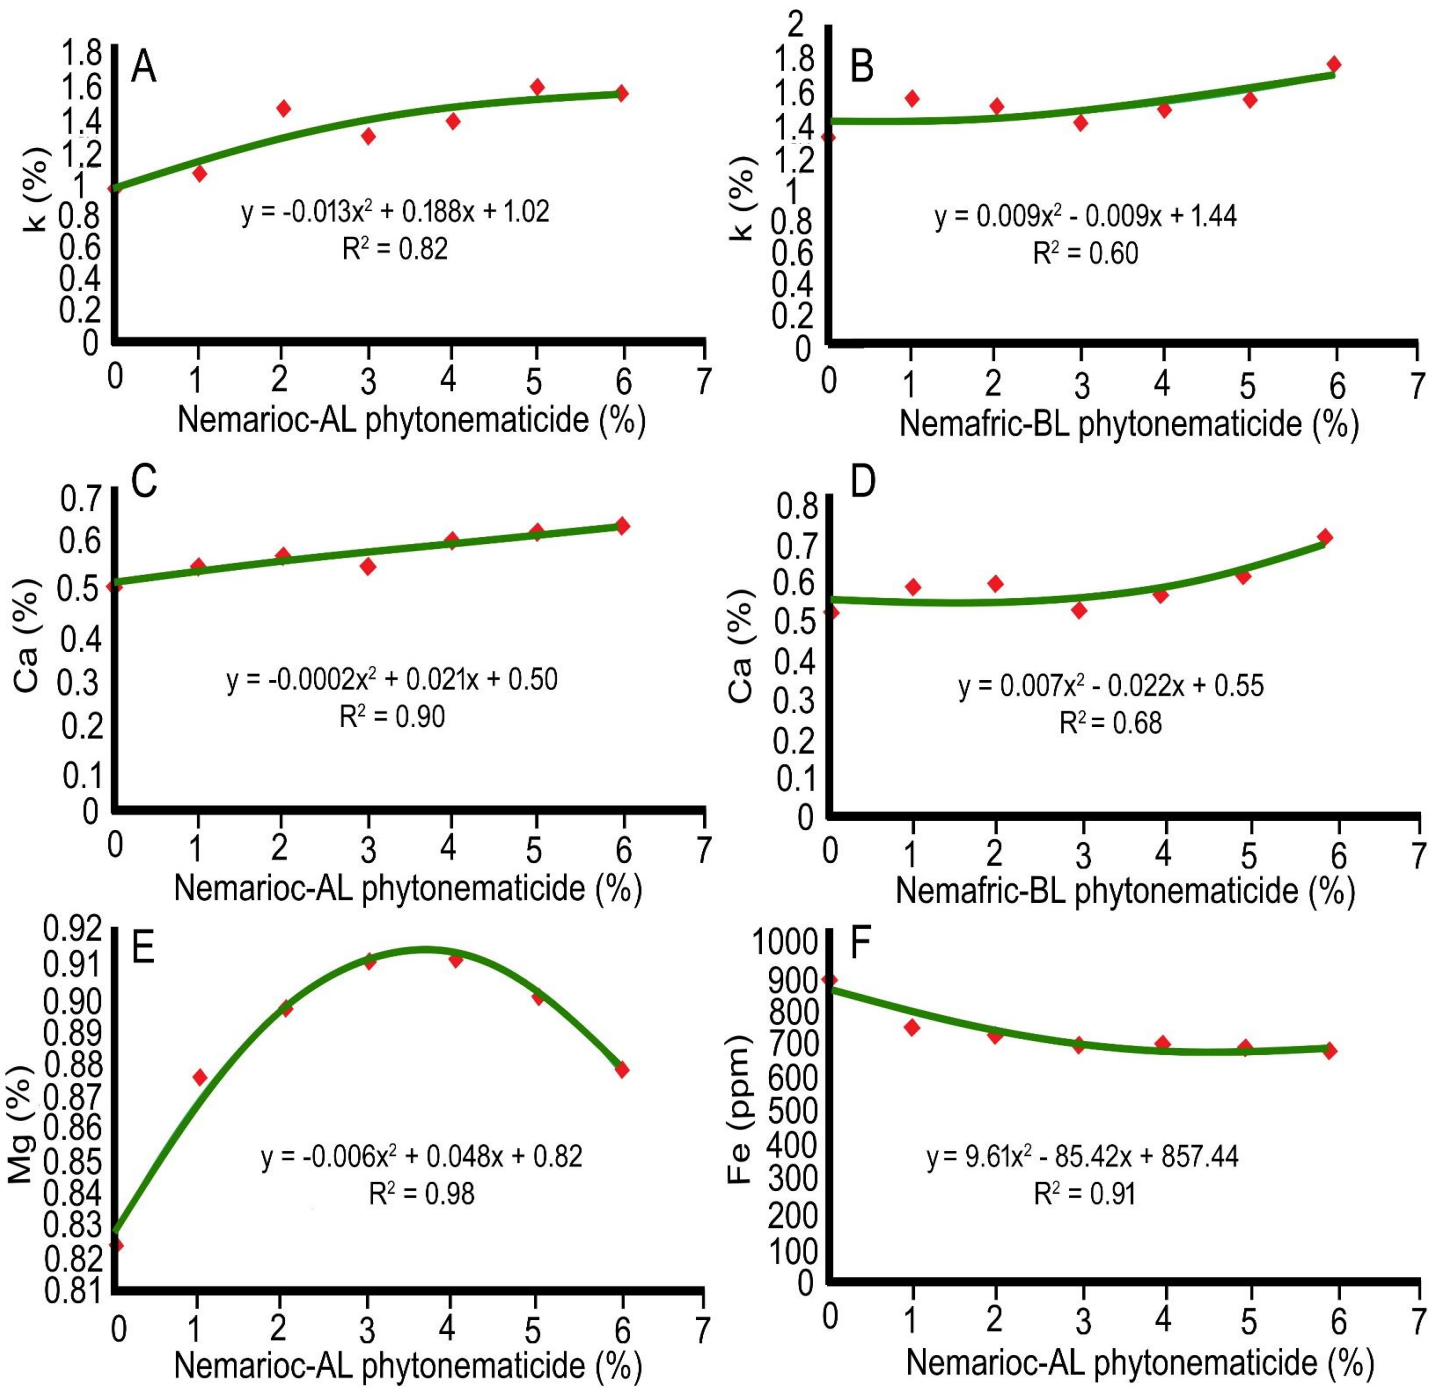 A
1.8
1.6
1.4
1.2
1
0.8
0.6
0.4
0.2
0
k (%)
y = -0.013x² + 0.188x + 1.02
R² = 0.82
0 1 2 3 4 5 6 7
Nemarioc-AL phytonematicide (%)
B
2
1.8
1.6
1.4
1.2
1
0.8
0.6
0.4
0.2
0
k (%)
y = 0.009x² - 0.009x + 1.44
R² = 0.60
0 1 2 3 4 5 6 7
Nemafric-BL phytonematicide (%)
C
0.7
0.6
0.5
0.4
0.3
0.2
0.1
0
Ca (%)
y = -0.0002x² + 0.021x + 0.50
R² = 0.90
0 1 2 3 4 5 6 7
Nemarioc-AL phytonematicide (%)
D
0.8
0.7
0.6
0.5
0.4
0.3
0.2
0.1
0
Ca (%)
y = 0.007x² - 0.022x + 0.55
R² = 0.68
0 1 2 3 4 5 6 7
Nemafric-BL phytonematicide (%)
E
0.92
0.91
0.90
0.89
0.88
0.87
0.86
0.85
0.84
0.83
0.82
0.81
Mg (%)
y = -0.006x² + 0.048x + 0.82
R² = 0.98
0 1 2 3 4 5 6 7
Nemarioc-AL phytonematicide (%)
F
1000
900
800
700
600
500
400
300
200
100
0
Fe (ppm)
y = 9.61x² - 85.42x + 857.44
R² = 0.91
0 1 2 3 4 5 6 7
Nemarioc-AL phytonematicide (%)